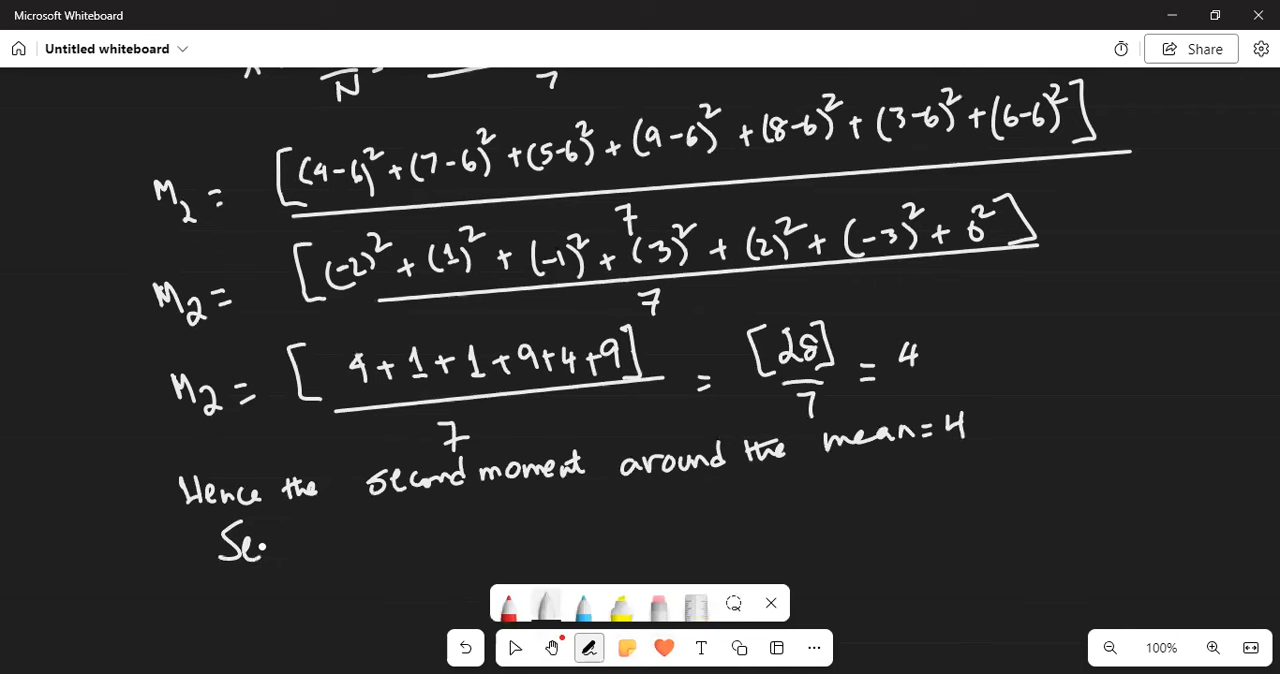 Microsoft Whiteboard
Untitled whiteboard
Share
N =
7
M₂ = [(4-6)² + (7-6)² + (5-6)² + (9-6)² + (8-6)² + (3-6)² + (6-6)²]
7
M₂ = [(-2)² + (1)² + (-1)² + (3)² + (2)² + (-3)² + 0²]
7
M₂ = [4+1+1+9+4+9] = [28] = 4
7 7
Hence the second moment around the mean = 4
Se
T
100%